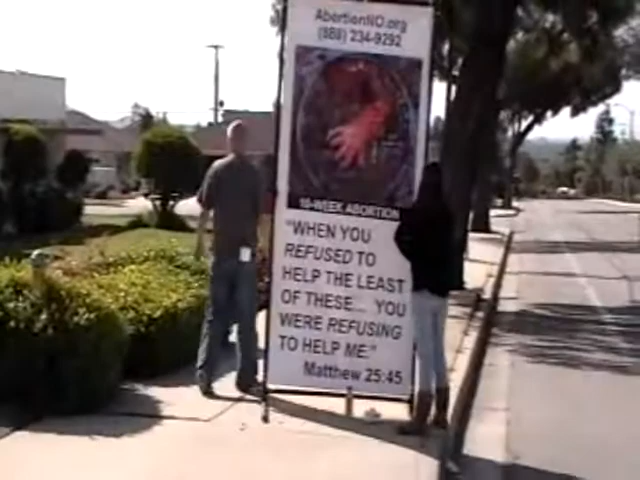 AbortionNO.org
(888) 234-9292
10-WEEK ABORTION
"WHEN YOU
REFUSED TO
HELP THE LEAST
OF THESE... YOU
WERE REFUSING
TO HELP ME."
Matthew 25:45